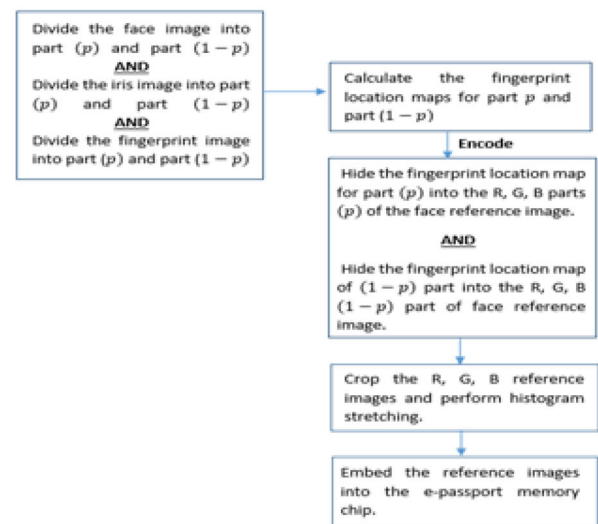 Divide the face image into
part (p) and part (1 − p)
AND
Divide the iris image into part
(p) and part (1 − p)
AND
Divide the fingerprint image
into part (p) and part (1 − p)
Calculate the fingerprint
location maps for part p and
part (1 − p)
Encode
Hide the fingerprint location map
for part (p) into the R, G, B parts
(p) of the face reference image.
AND
Hide the fingerprint location map
of (1 − p) part into the R, G, B
(1 − p) part of face reference
image.
Crop the R, G, B reference
images and perform histogram
stretching.
Embed the reference images
into the e-passport memory
chip.